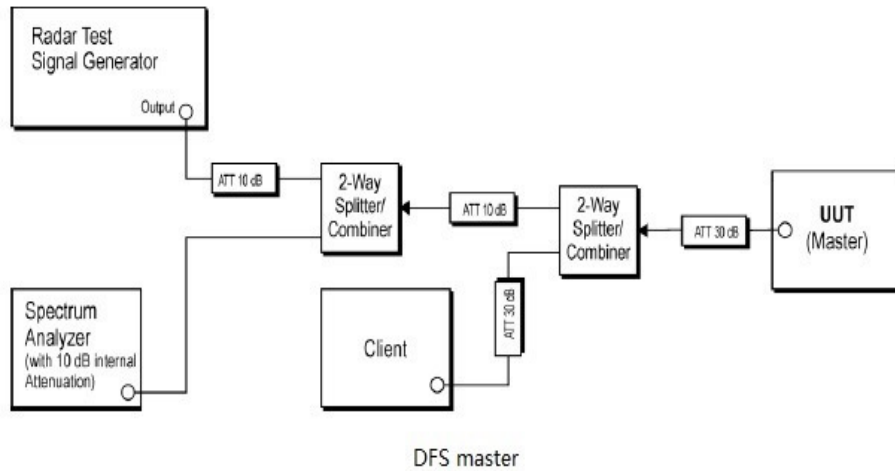 Radar Test
Signal Generator
Output
ATT 10 dB
2-Way
Splitter/
Combiner
ATT 10 dB
2-Way
Splitter/
Combiner
ATT 30 dB
UUT
(Master)
Spectrum
Analyzer
(with 10 dB internal
Attenuation)
Client
ATT 30 dB
DFS master